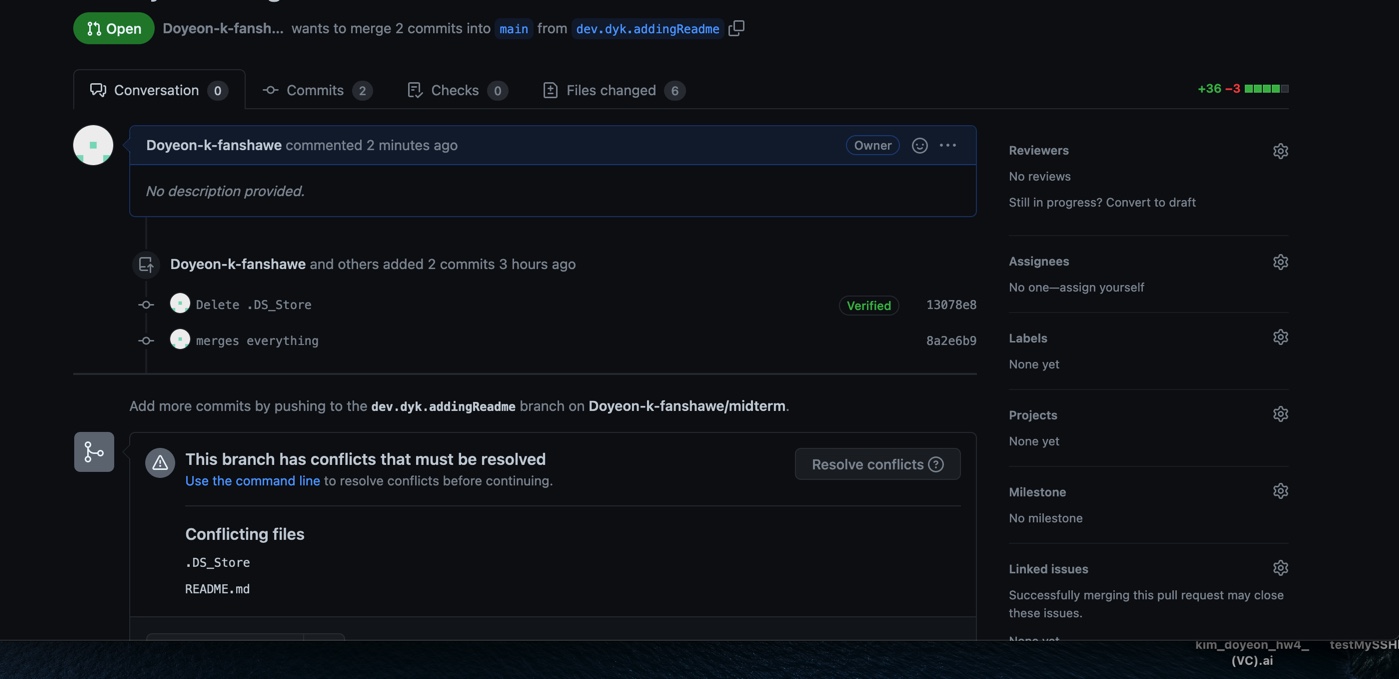 Open Doyeon-k-fansh... wants to merge 2 commits into main from dev.dyk.addingReadme
Conversation 0 Commits 2 Checks 0 Files changed 6 +36 −3
Doyeon-k-fanshawe commented 2 minutes ago Owner
No description provided.
Doyeon-k-fanshawe and others added 2 commits 3 hours ago
Delete .DS_Store Verified 13078e8
merges everything 8a2e6b9
Add more commits by pushing to the dev.dyk.addingReadme branch on Doyeon-k-fanshawe/midterm.
This branch has conflicts that must be resolved
Use the command line to resolve conflicts before continuing.
Resolve conflicts
Conflicting files
.DS_Store
README.md
Reviewers
No reviews
Still in progress? Convert to draft
Assignees
No one—assign yourself
Labels
None yet
Projects
None yet
Milestone
No milestone
Linked issues
Successfully merging this pull request may close
these issues.
None yet
kim_doyeon_hw4_
(VC).ai
testMySSH